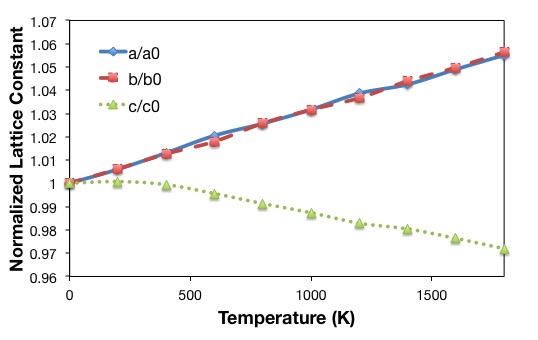 1.07
1.06
1.05
1.04
1.03
1.02
1.01
1
0.99
0.98
0.97
0.96
Normalized Lattice Constant
a/a0
b/b0
c/c0
0 500 1000 1500
Temperature (K)